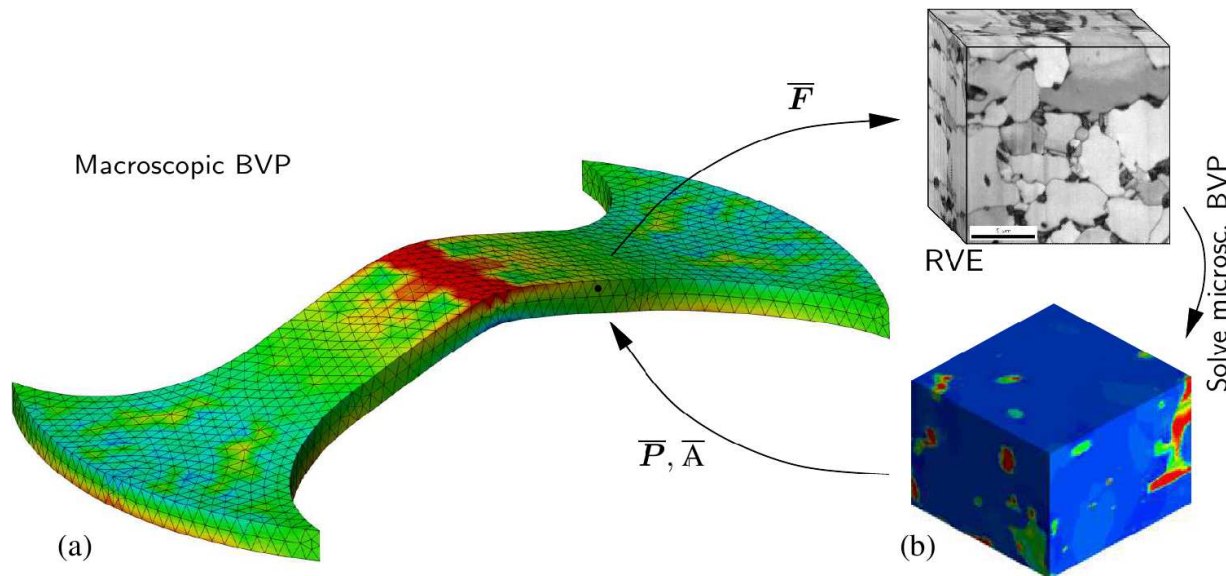 F̅
Macroscopic BVP
RVE
Solve microsc. BVP
P̅, A̅
(a)
(b)